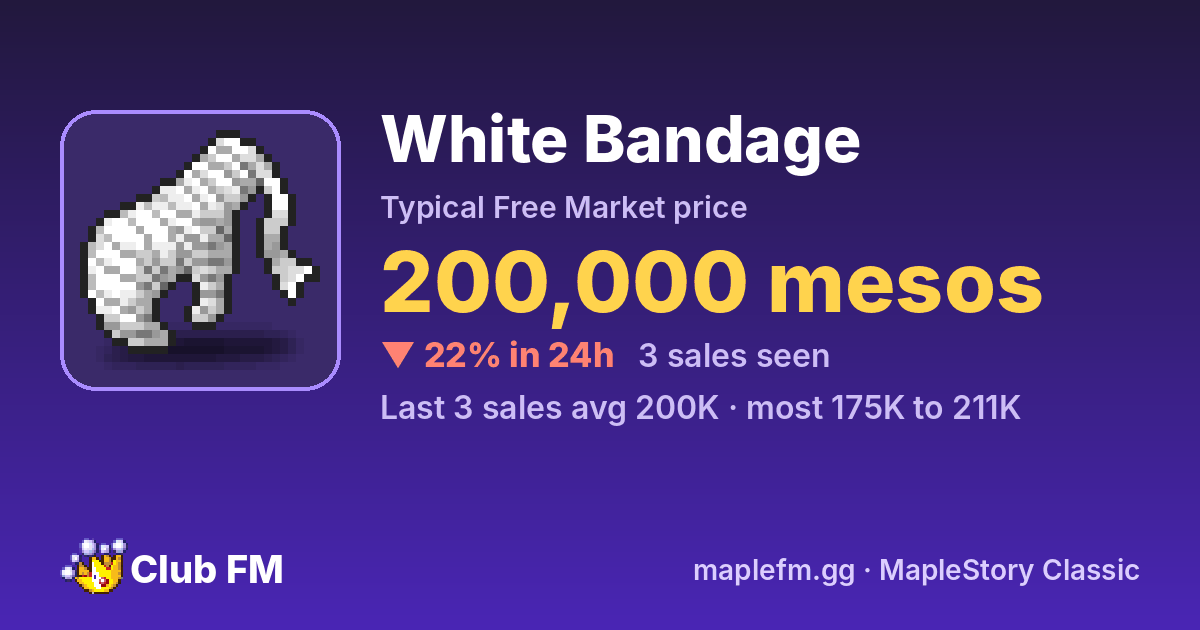 White Bandage
Typical Free Market price
200,000 mesos
▼ 22% in 24h 3 sales seen
Last 3 sales avg 200K · most 175K to 211K
Club FM
maplefm.gg · MapleStory Classic